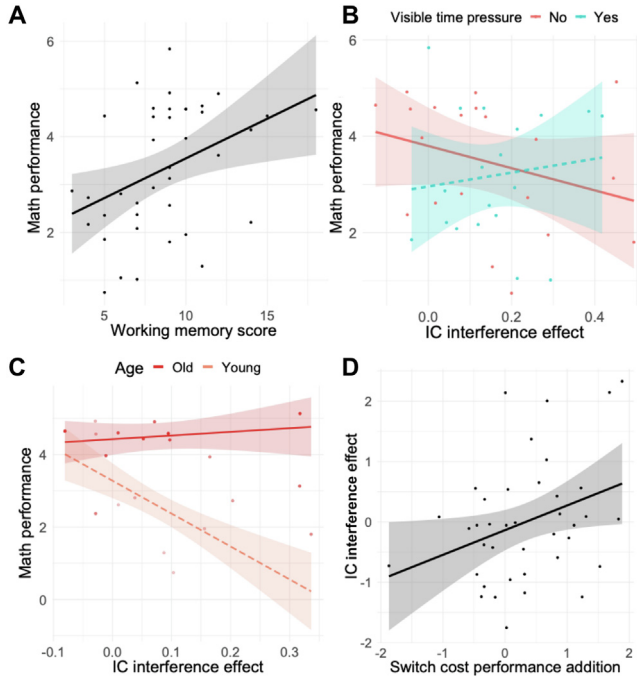 A
6
4
2
Math performance
5
10
15
Working memory score
B
Visible time pressure No Yes
6
4
2
Math performance
0.0
0.2
0.4
IC interference effect
C
Age Old Young
4
2
0
Math performance
-0.1
0.0
0.1
0.2
0.3
IC interference effect
D
2
1
0
-1
-2
IC interference effect
-2
-1
0
1
2
Switch cost performance addition